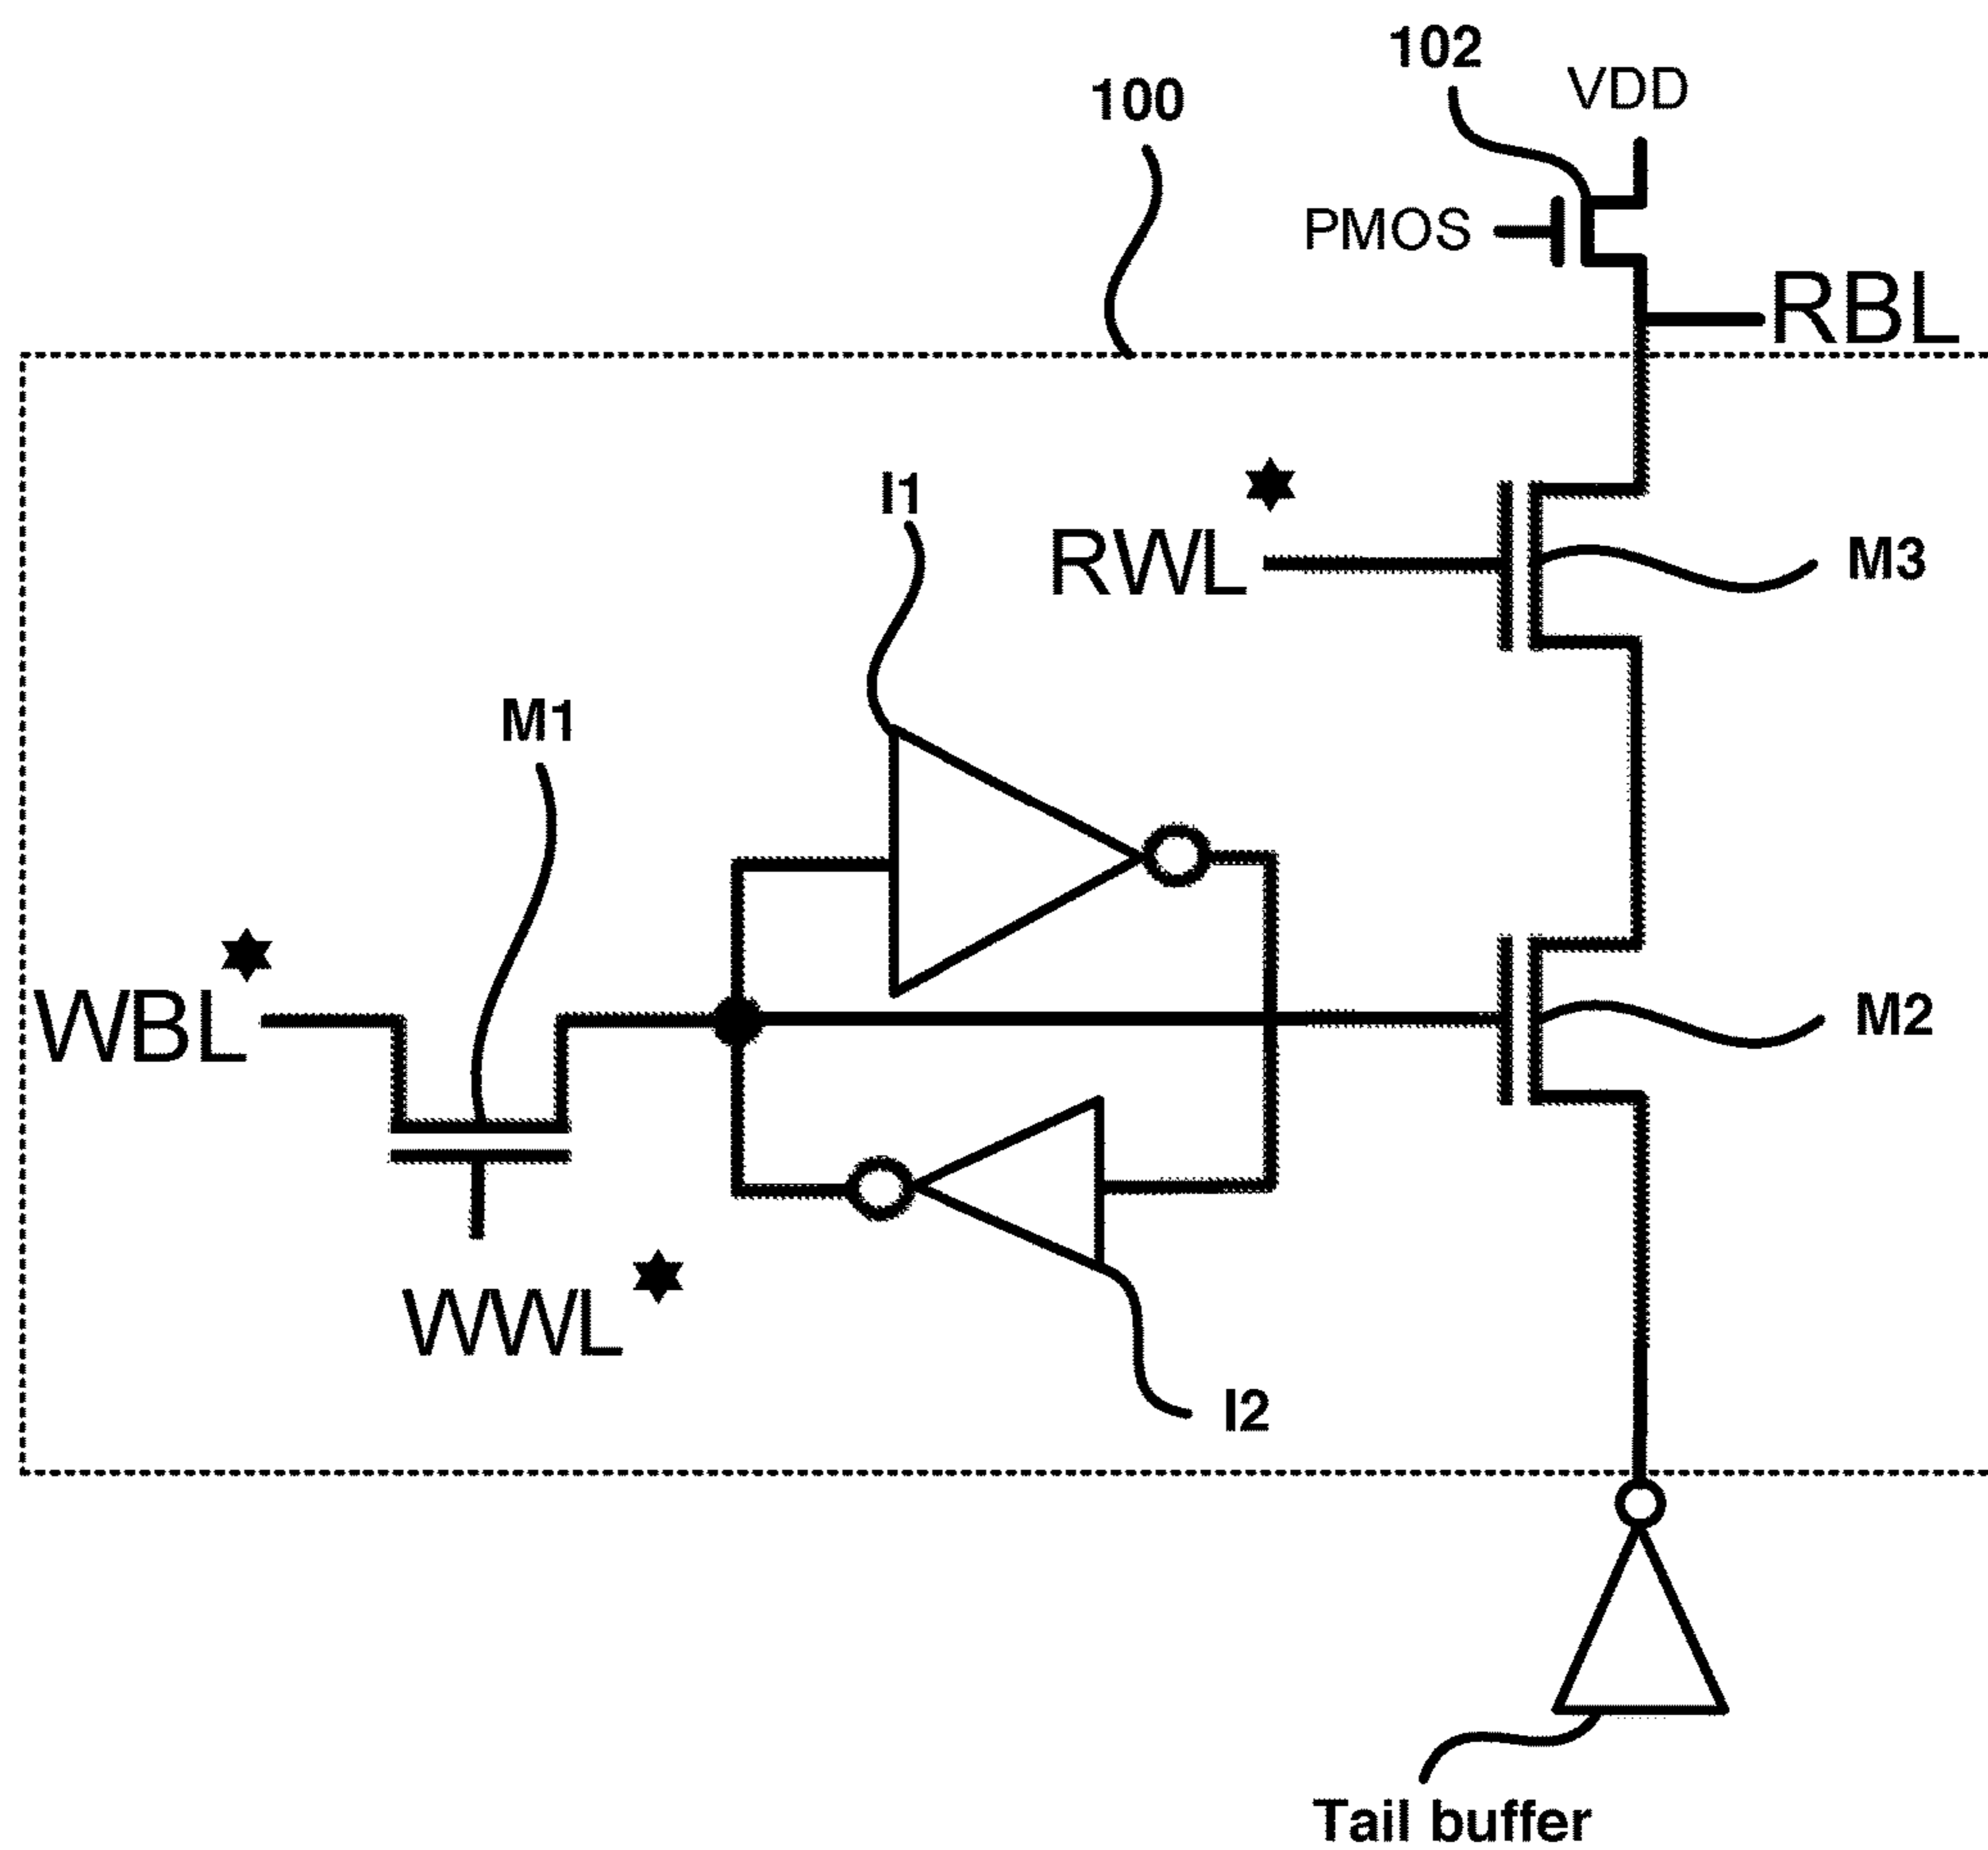 102
VDD
100
PMOS
RBL
I1
RWL
M3
M1
WBL
M2
WWL
I2
Tail buffer